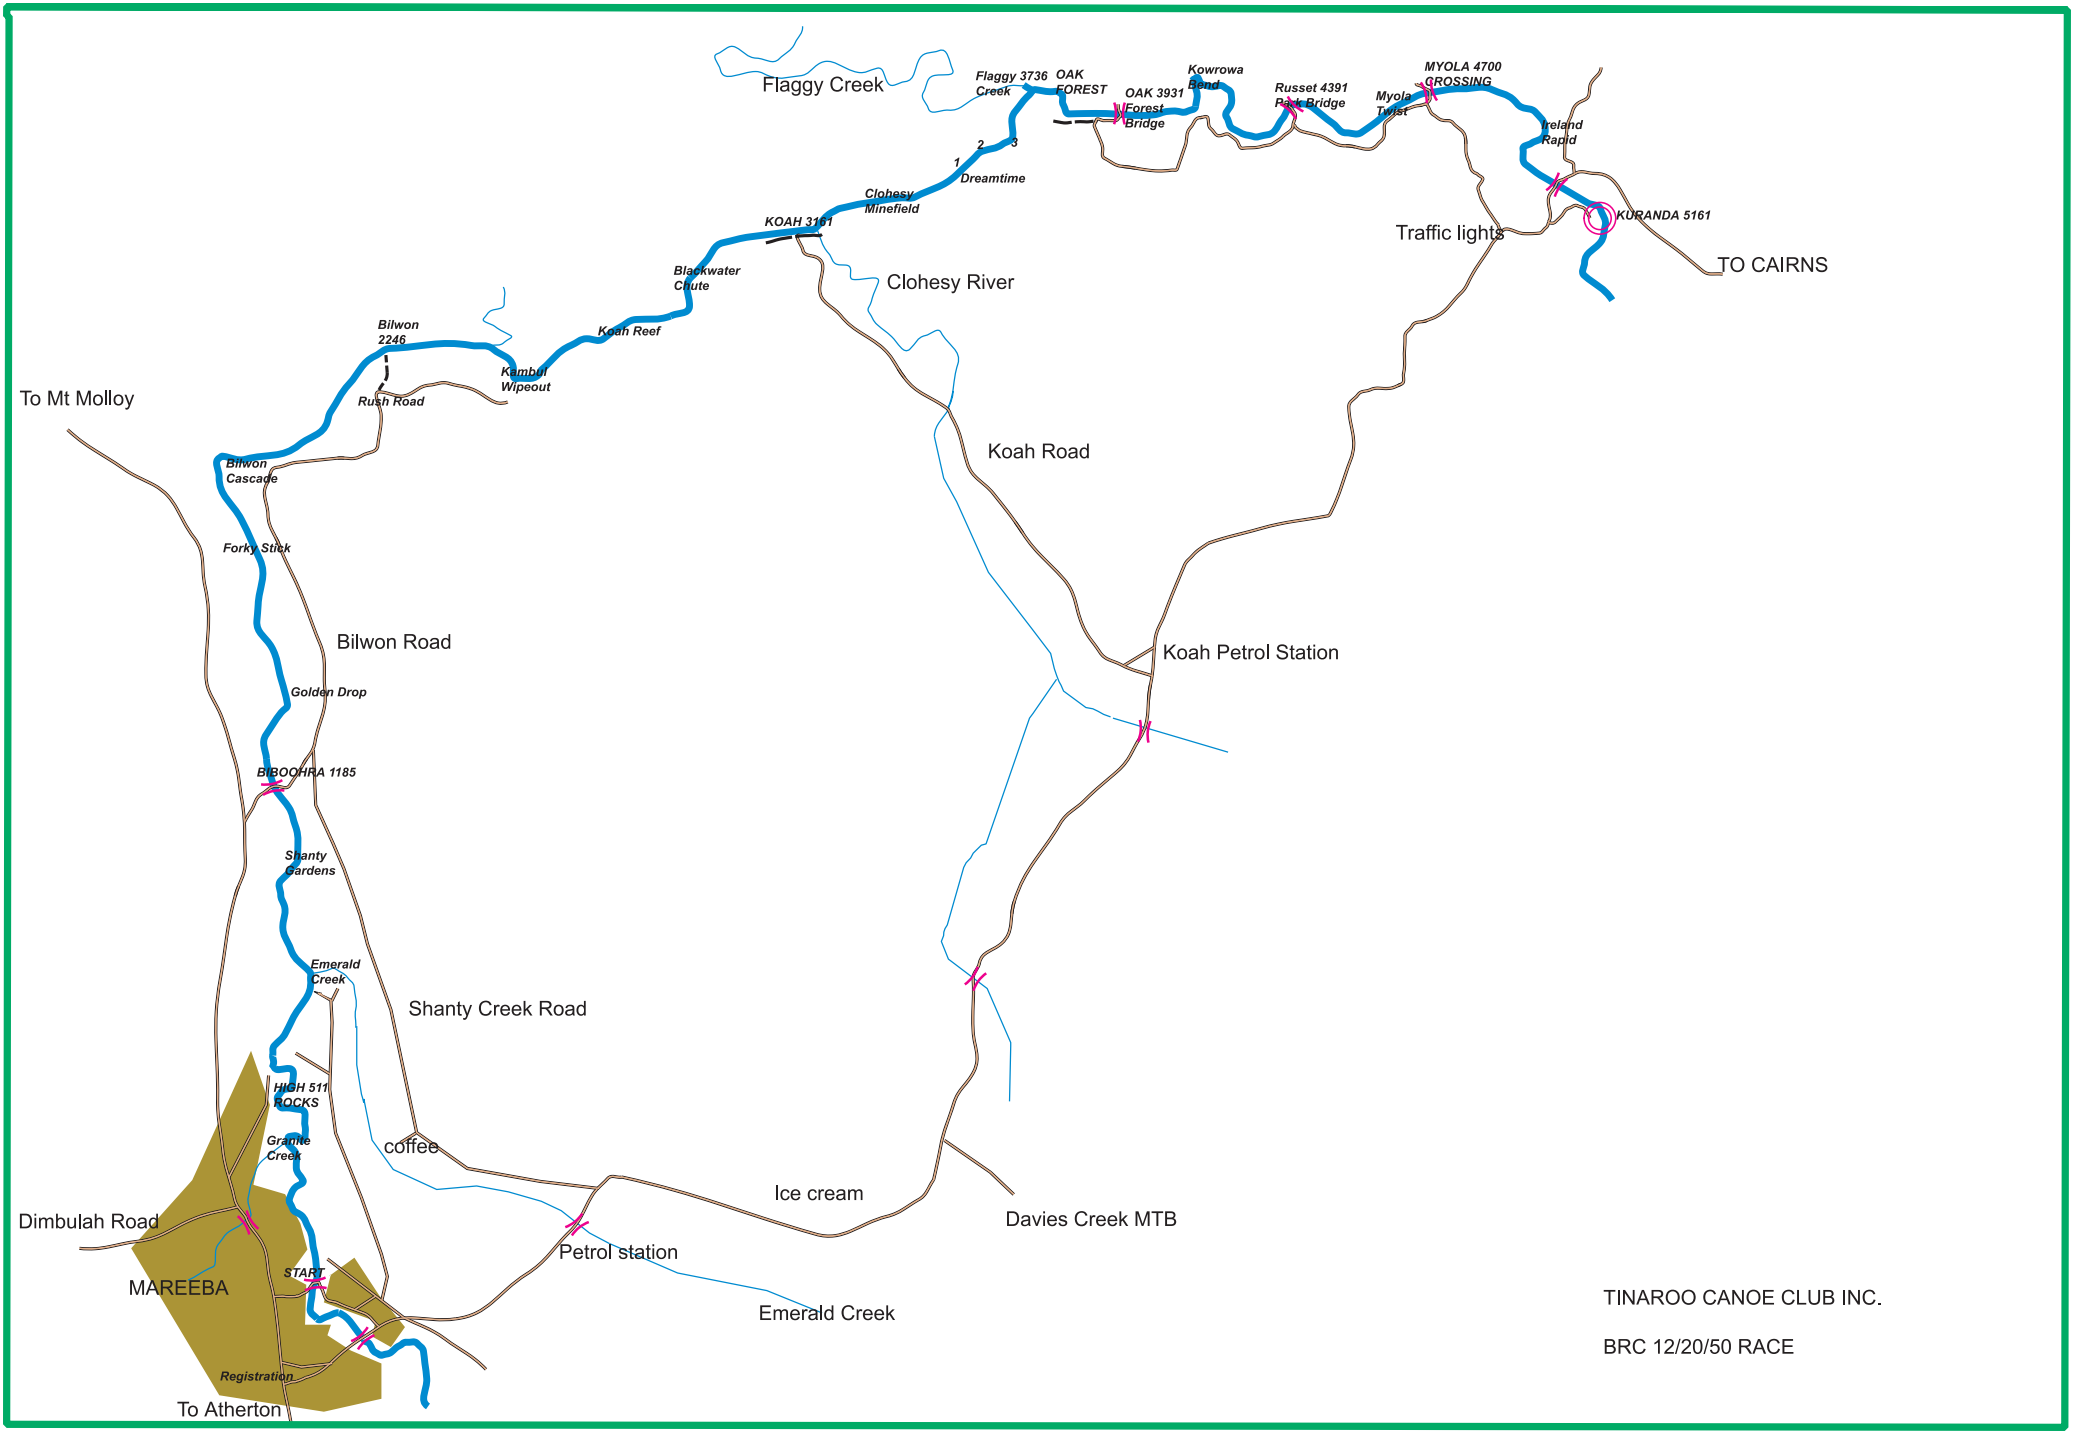 Flaggy Creek
Flaggy 3736
Creek
OAK
FOREST
OAK 3931
Forest
Bridge
Kowrowa
Bend
Russet 4391
Park Bridge
Myola
Twist
MYOLA 4700
CROSSING
Ireland
Rapid
1
2
3
Dreamtime
Clohesy
Minefield
KOAH 3161
KURANDA 5161
Traffic lights
TO CAIRNS
Blackwater
Chute
Clohesy River
Bilwon
2246
Koah Reef
Kambul
Wipeout
Rush Road
To Mt Molloy
Koah Road
Bilwon
Cascade
Forky Stick
Bilwon Road
Koah Petrol Station
Golden Drop
BIBOOHRA 1185
Shanty
Gardens
Emerald
Creek
Shanty Creek Road
HIGH 511
ROCKS
Granite
Creek
coffee
Ice cream
Davies Creek MTB
Dimbulah Road
Petrol station
START
MAREEBA
Emerald Creek
TINAROO CANOE CLUB INC.
BRC 12/20/50 RACE
Registration
To Atherton